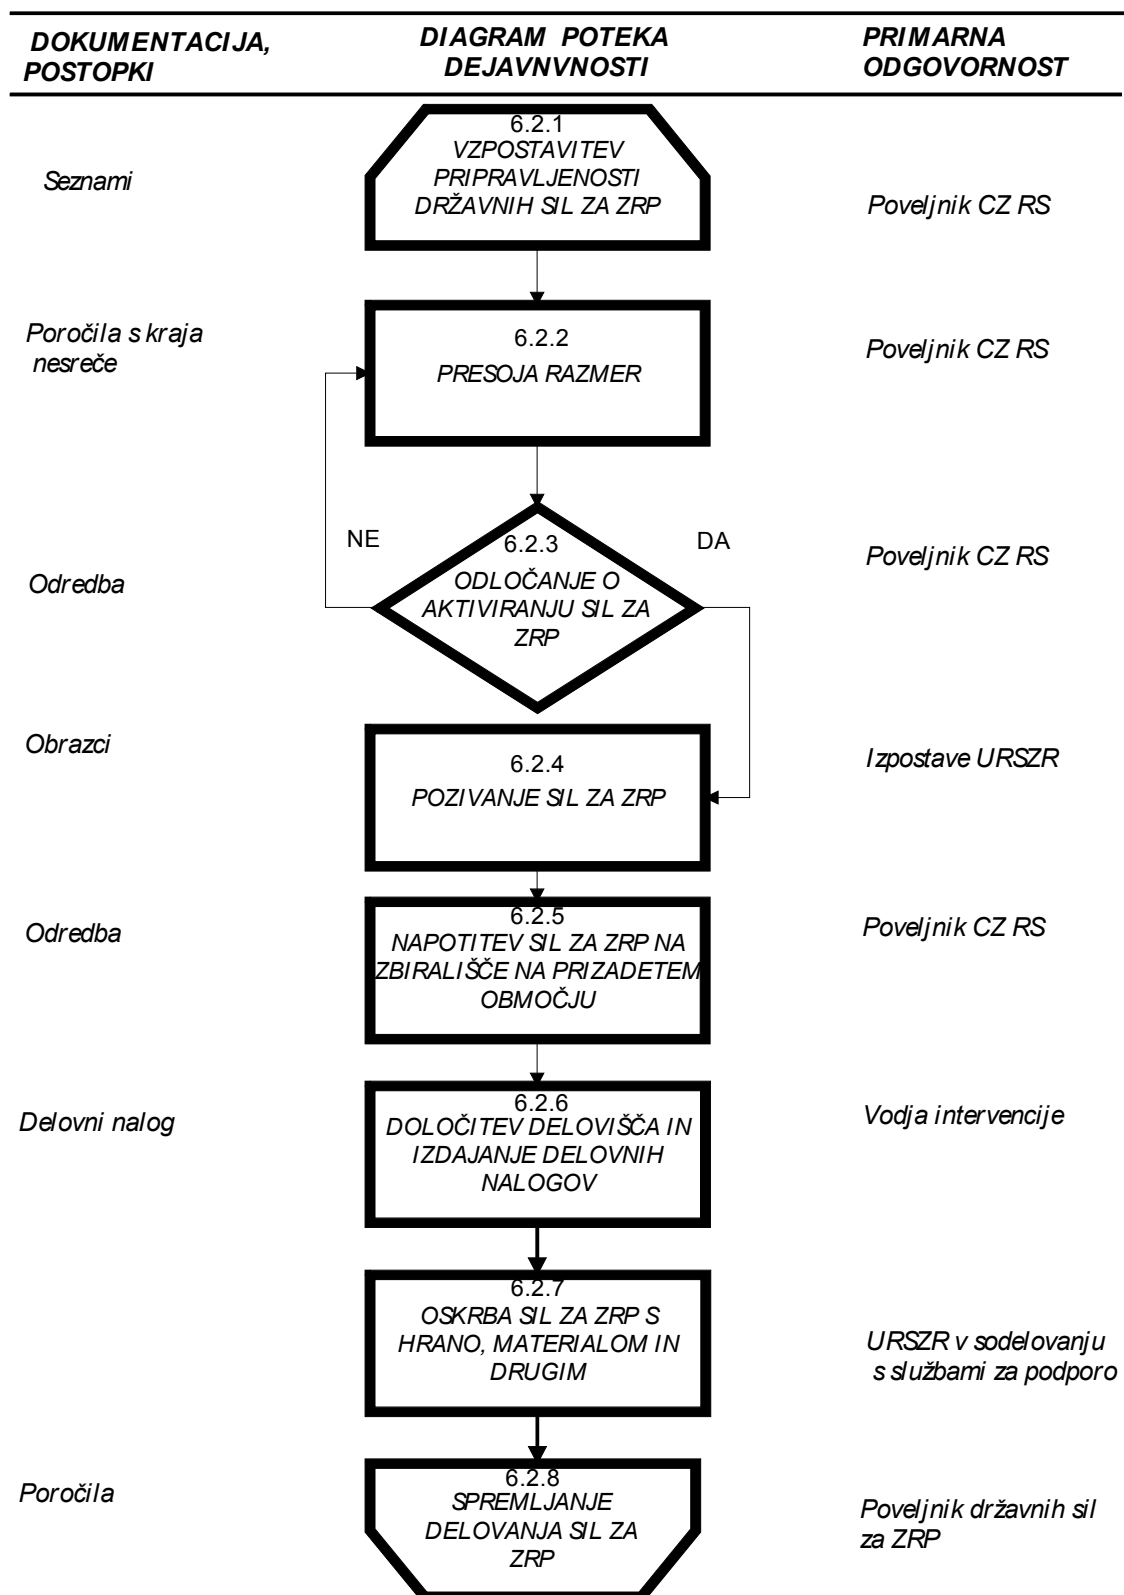 DOKUMENTACIJA,
POSTOPKI
DIAGRAM POTEKA
DEJAVNVNOSTI
PRIMARNA
ODGOVORNOST
Seznami
6.2.1
VZPOSTAVITEV
PRIPRAVLJENOSTI
DRŽAVNIH SIL ZA ZRP
Poveljnik CZ RS
Poročila s kraja
nesreče
6.2.2
PRESOJA RAZMER
Poveljnik CZ RS
Odredba
NE
6.2.3
ODLOČANJE O
AKTIVIRANJU SIL ZA
ZRP
DA
Poveljnik CZ RS
Obrazci
6.2.4
POZIVANJE SIL ZA ZRP
Izpostave URSZR
Odredba
6.2.5
NAPOTITEV SIL ZA ZRP NA
ZBIRALIŠČE NA PRIZADETEM
OBMOČJU
Poveljnik CZ RS
Delovni nalog
6.2.6
DOLOČITEV DELOVIŠČA IN
IZDAJANJE DELOVNIH
NALOGOV
Vodja intervencije
6.2.7
OSKRBA SIL ZA ZRP S
HRANO, MATERIALOM IN
DRUGIM
URSZR v sodelovanju
s službami za podporo
Poročila
6.2.8
SPREMLJANJE
DELOVANJA SIL ZA
ZRP
Poveljnik državnih sil
za ZRP